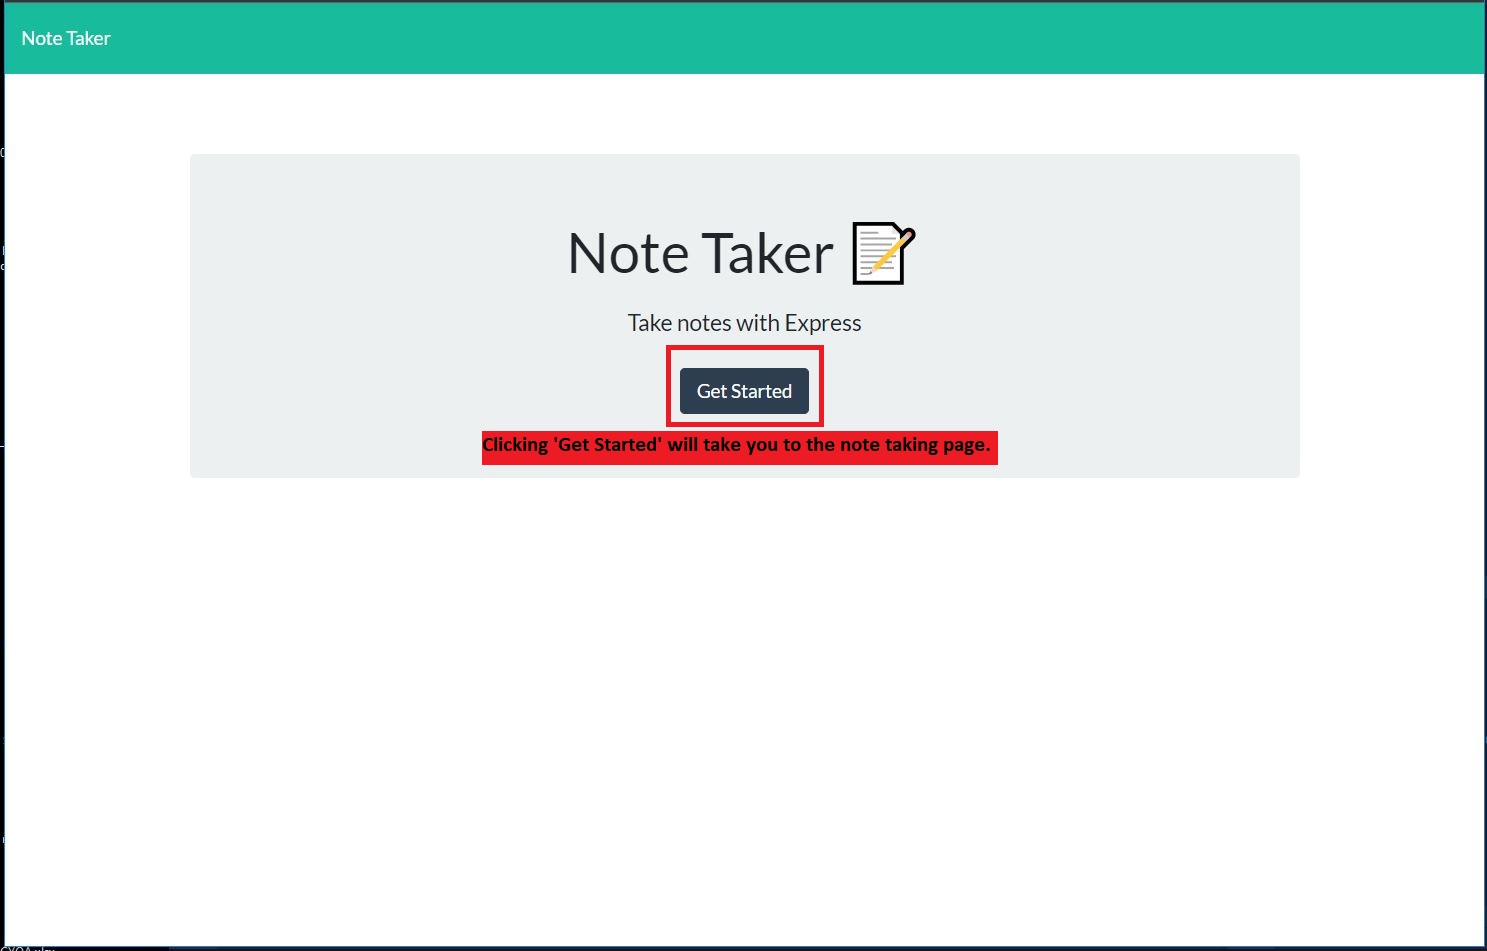 Note Taker
Note Taker
Take notes with Express
Get Started
Clicking 'Get Started' will take you to the note taking page.